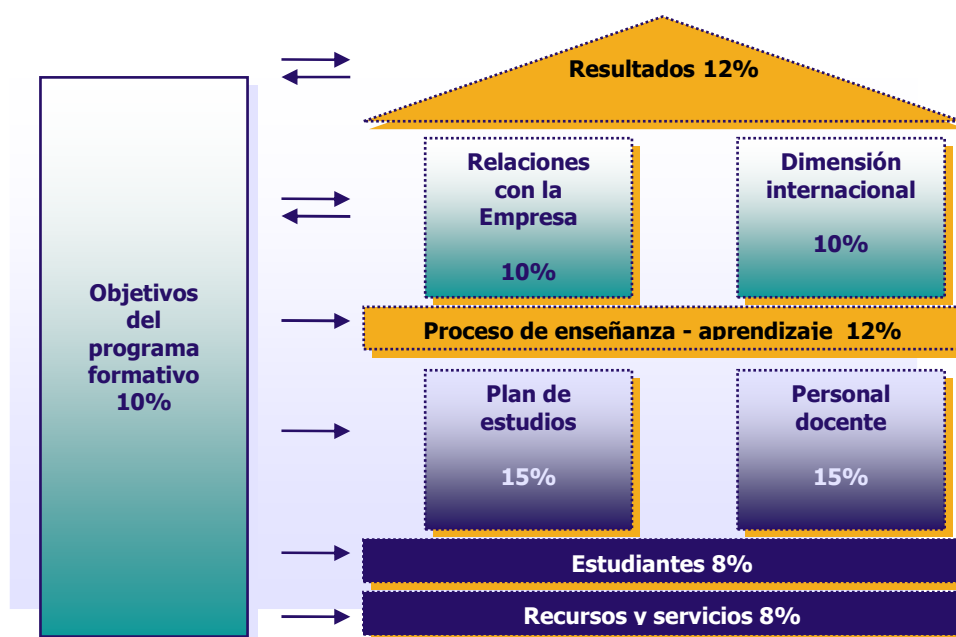 Resultados 12%
Relaciones
con la
Empresa
10%
Dimensión
internacional
10%
Objetivos
del
programa
formativo
10%
Proceso de enseñanza - aprendizaje 12%
Plan de
estudios
15%
Personal
docente
15%
Estudiantes 8%
Recursos y servicios 8%